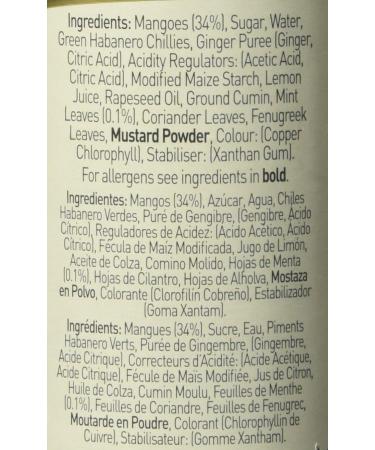 Ingredients: Mangoes (34%), Sugar, Water,
Green Habanero Chillies, Ginger Puree (Ginger,
Citric Acid), Acidity Regulators: (Acetic Acid,
Citric Acid), Modified Maize Starch, Lemon
Juice, Rapeseed Oil, Ground Cumin, Mint
Leaves (0.1%), Coriander Leaves, Fenugreek
Leaves, Mustard Powder, Colour: (Copper
Chlorophyll), Stabiliser: (Xanthan Gum).
For allergens see ingredients in bold.
Ingredientes: Mangos (34%), Azúcar, Agua, Chiles
Habanero Verdes, Puré de Gengibre, (Gengibre, Ácido
Cítrico), Reguladores de Acidez: (Ácido Acético, Ácido
Cítrico), Fécula de Maíz Modificada, Jugo de Limón,
Aceite de Colza, Comino Molido, Hojas de Menta
(0.1%), Hojas de Cilantro, Hojas de Alholva, Mostaza
en Polvo, Colorante (Clorofilín Cobreño), Estabilizador
(Goma Xantam).
Ingrédients: Mangues (34%), Sucre, Eau, Piments
Habanero Verts, Purée de Gingembre, (Gingembre,
Acide Citrique), Correcteurs d'Acidité: (Acide Acétique,
Acide Citrique), Fécule de Maïs Modifiée, Jus de Citron,
Huile de Colza, Cumin Moulu, Feuilles de Menthe
(0.1%), Feuilles de Coriandre, Feuilles de Fenugrec,
Moutarde en Poudre, Colorant (Chlorophyllin de
Cuivre), Stabilisateur: (Gomme Xantham).